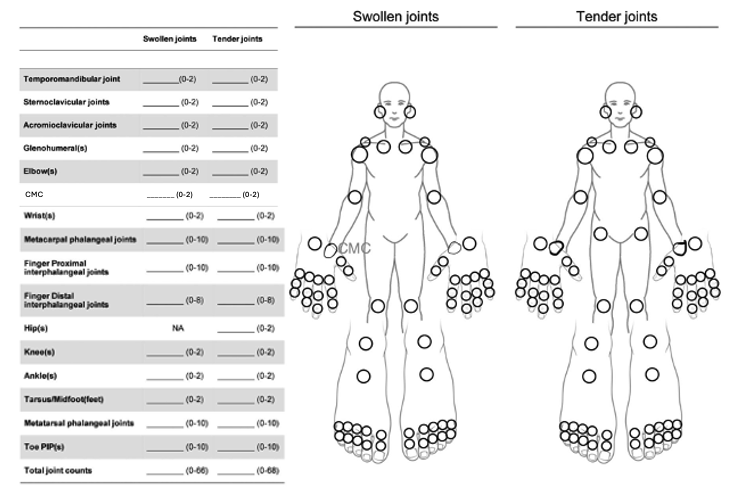 Swollen joints Tender joints
Swollen joints Tender joints
Temporomandibular joint _______(0-2) _______ (0-2)
Sternoclavicular joints _______ (0-2) _______ (0-2)
Acromioclavicular joints _______ (0-2) _______ (0-2)
Glenohumeral(s) _______ (0-2) _______ (0-2)
Elbow(s) _______ (0-2) _______ (0-2)
CMC _______ (0-2) _______ (0-2)
Wrist(s) _______ (0-2) _______ (0-2)
Metacarpal phalangeal joints _______ (0-10) _______ (0-10)
Finger Proximal
interphalangeal joints _______ (0-10) _______ (0-10)
Finger Distal
interphalangeal joints _______ (0-8) _______ (0-8)
Hip(s) NA _______ (0-2)
Knee(s) _______ (0-2) _______ (0-2)
Ankle(s) _______ (0-2) _______ (0-2)
Tarsus/Midfoot(feet) _______ (0-2) _______ (0-2)
Metatarsal phalangeal joints _______ (0-10) _______ (0-10)
Toe PIP(s) _______ (0-10) _______ (0-10)
Total joint counts _______ (0-66) _______ (0-68)
CMC